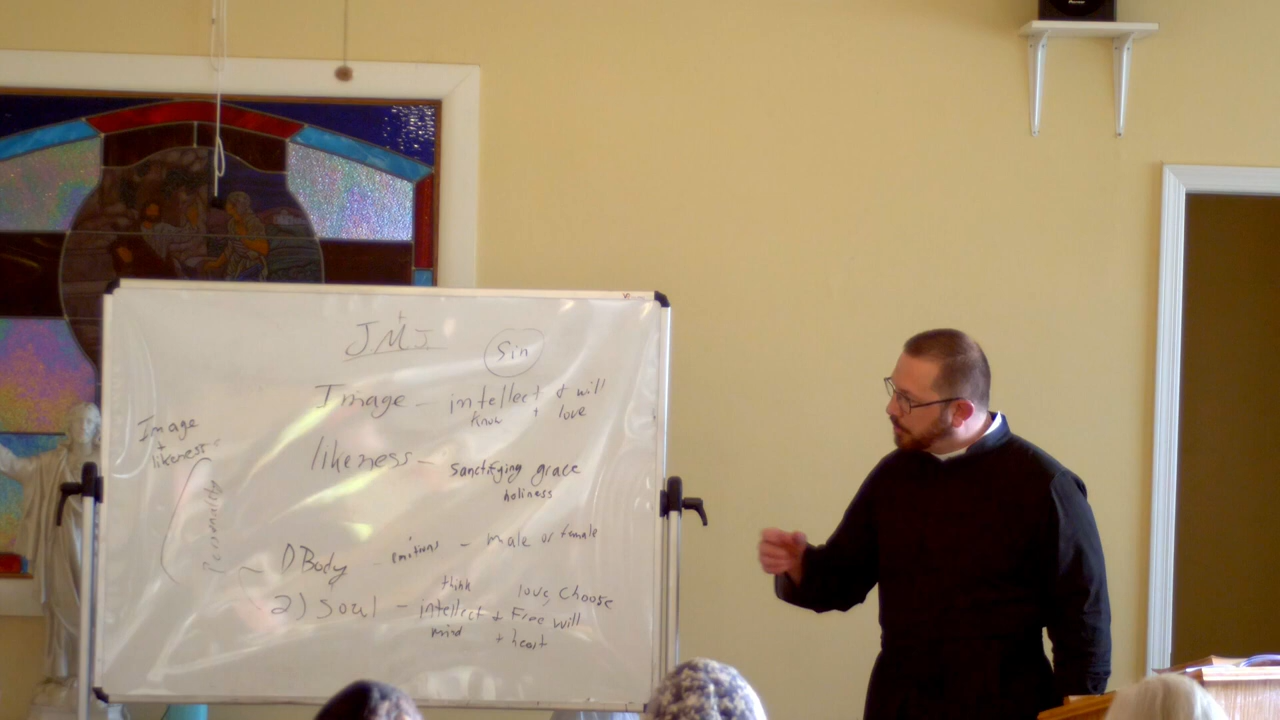 JMJ
Sin
Image - intellect & will
Know + love
likeness - sanctifying grace
holiness
Image
+
likeness
Personality
1) Body - emotions - male or female
think love, choose
2) Soul - intellect & Free will
mind + heart